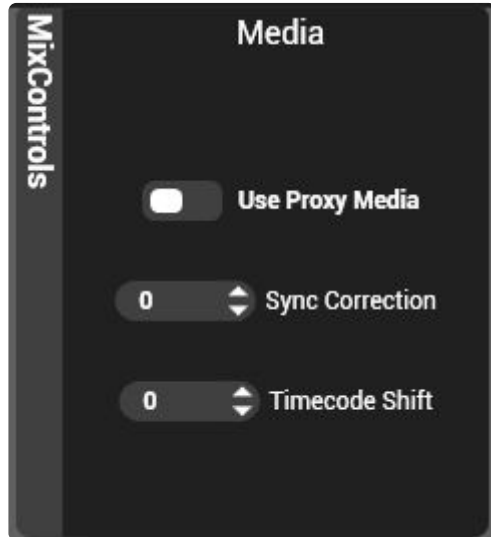 MixControls
Media
Use Proxy Media
0 Sync Correction
0 Timecode Shift